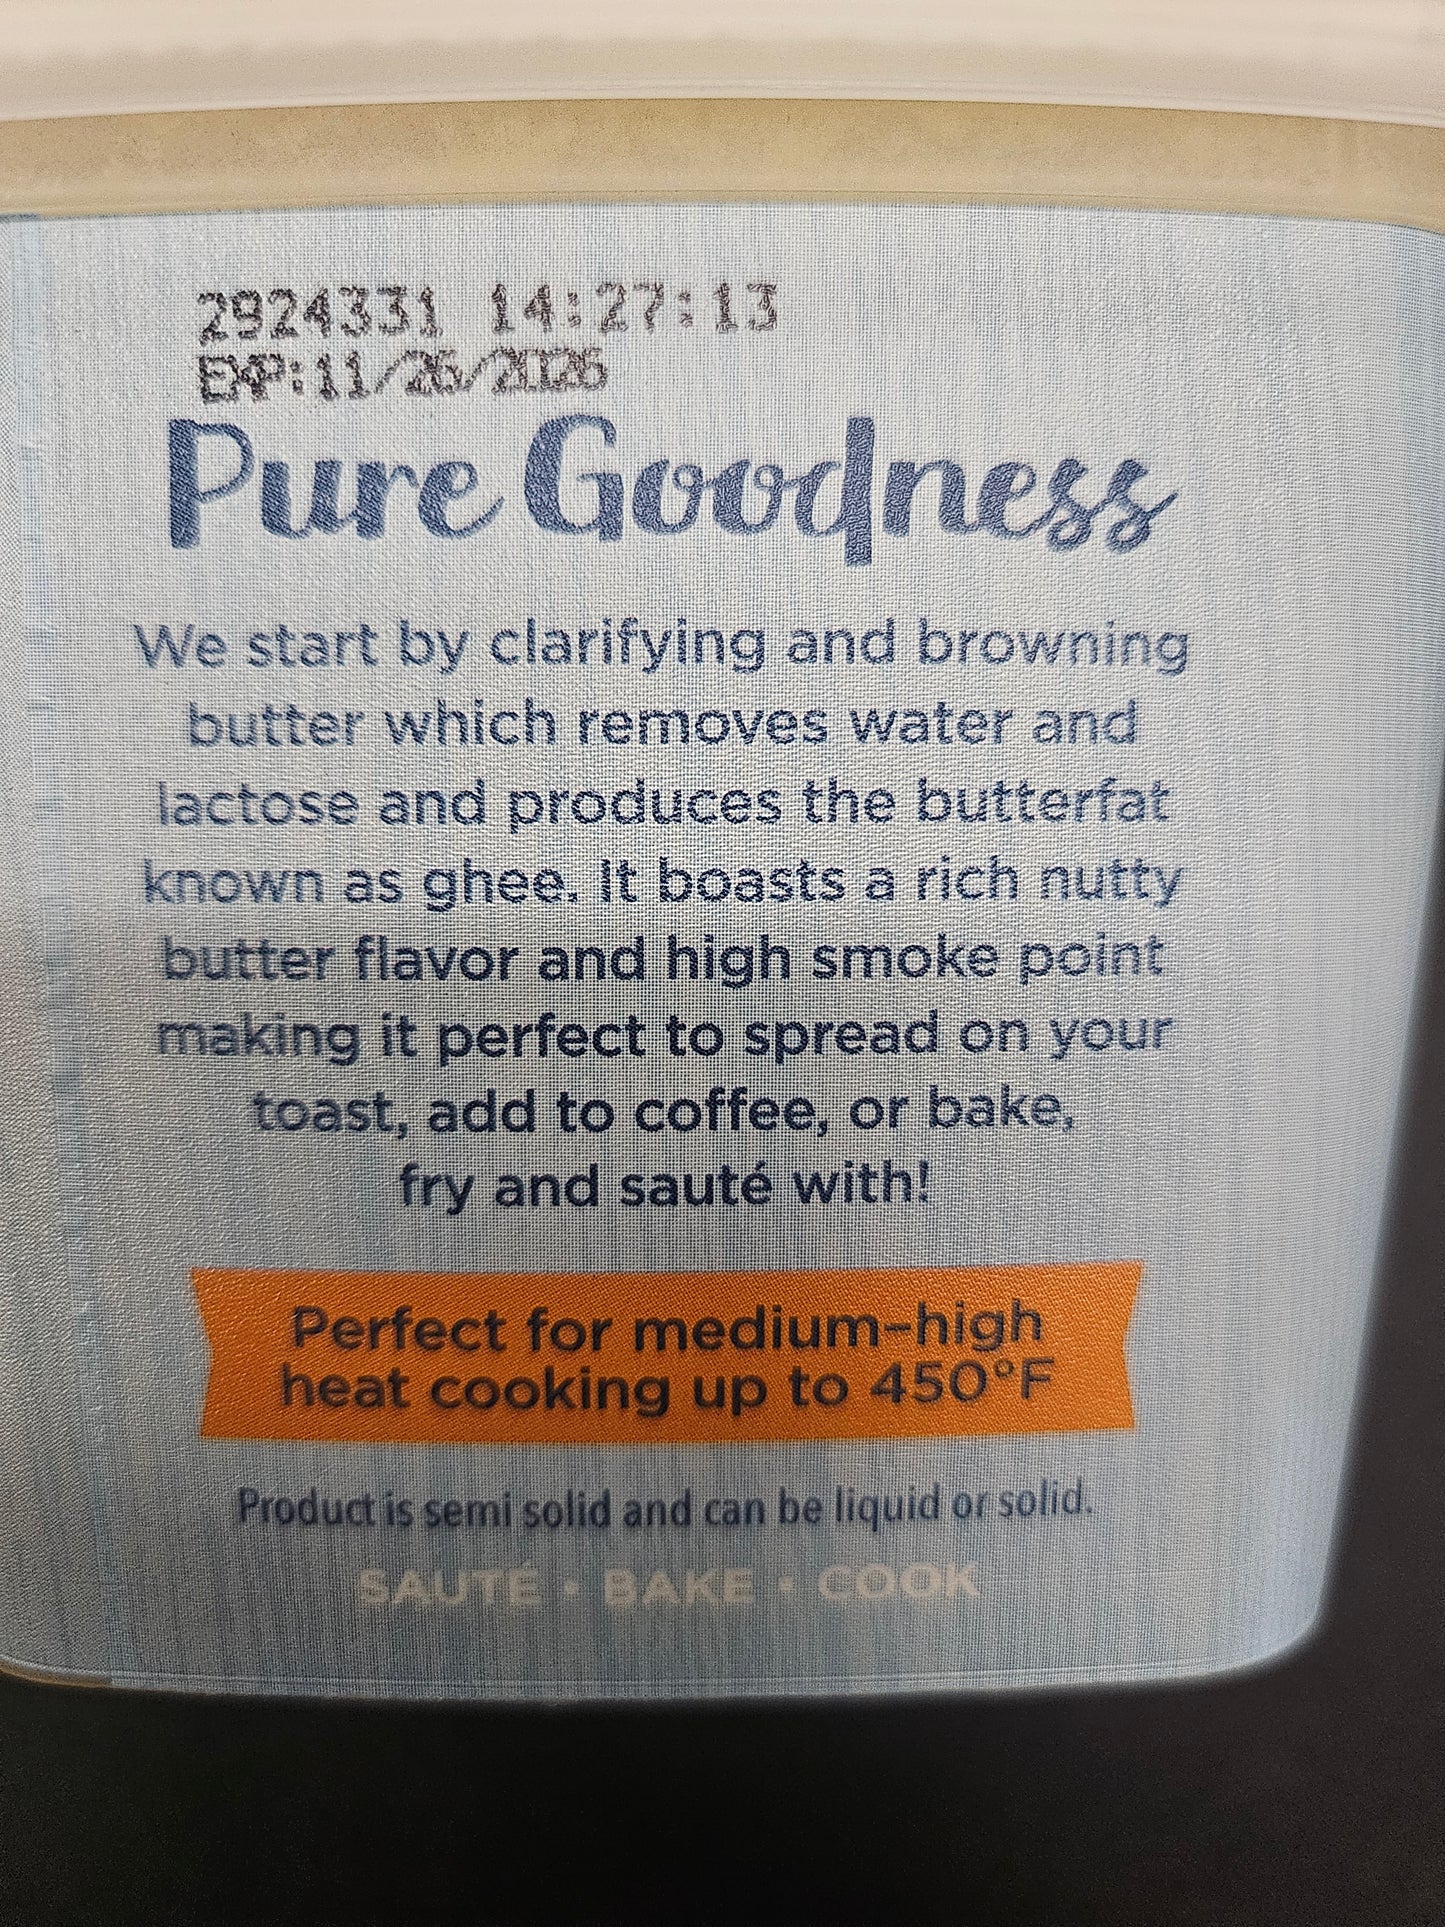 2924331 14:27:13
EXP:11/26/2026
Pure Goodness
We start by clarifying and browning
butter which removes water and
lactose and produces the butterfat
known as ghee. It boasts a rich nutty
butter flavor and high smoke point
making it perfect to spread on your
toast, add to coffee, or bake,
fry and sauté with!
Perfect for medium-high
heat cooking up to 450°F
Product is semi solid and can be liquid or solid.
SAUTÉ • BAKE • COOK